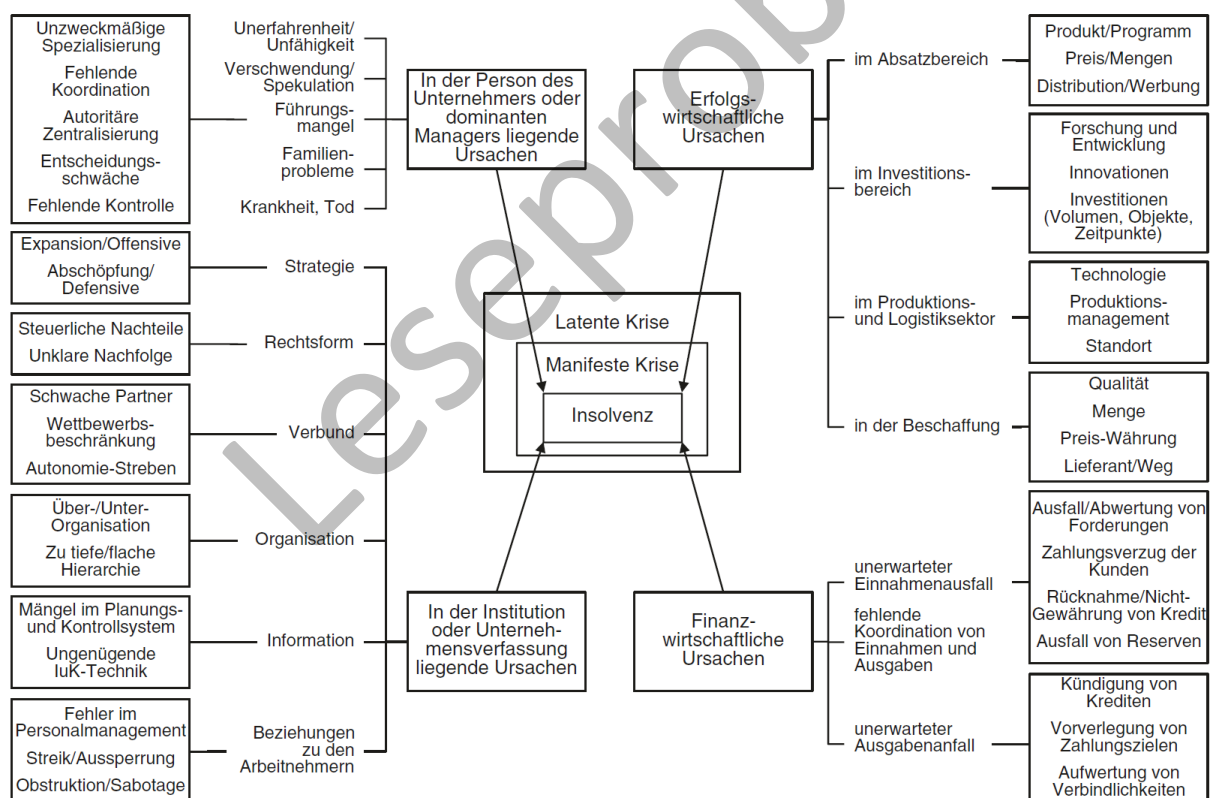 Unzweckmäßige
Spezialisierung
Fehlende
Koordination
Autoritäre
Zentralisierung
Entscheidungs-
schwäche
Fehlende Kontrolle
Unerfahrenheit/
Unfähigkeit
Verschwendung/
Spekulation
Führungs-
mangel
Familien-
probleme
Krankheit, Tod
In der Person des
Unternehmers oder
dominanten
Managers liegende
Ursachen
Erfolgs-
wirtschaftliche
Ursachen
im Absatzbereich
Produkt/Programm
Preis/Mengen
Distribution/Werbung
im Investitions-
bereich
Forschung und
Entwicklung
Innovationen
Investitionen
(Volumen, Objekte,
Zeitpunkte)
im Produktions-
und Logistiksektor
Technologie
Produktions-
management
Standort
in der Beschaffung
Qualität
Menge
Preis-Währung
Lieferant/Weg
Latente Krise
Manifeste Krise
Insolvenz
Expansion/Offensive
Abschöpfung/
Defensive
Strategie
Steuerliche Nachteile
Unklare Nachfolge
Rechtsform
Schwache Partner
Wettbewerbs-
beschränkung
Autonomie-Streben
Verbund
Über-/Unter-
Organisation
Zu tiefe/flache
Hierarchie
Organisation
Mängel im Planungs-
und Kontrollsystem
Ungenügende
IuK-Technik
Information
Fehler im
Personalmanagement
Streik/Aussperrung
Obstruktion/Sabotage
Beziehungen
zu den
Arbeitnehmern
In der Institution
oder Unterneh-
mensverfassung
liegende Ursachen
Finanz-
wirtschaftliche
Ursachen
unerwarteter
Einnahmenausfall
fehlende
Koordination von
Einnahmen und
Ausgaben
unerwarteter
Ausgabenanfall
Ausfall/Abwertung von
Forderungen
Zahlungsverzug der
Kunden
Rücknahme/Nicht-
Gewährung von Kredit
Ausfall von Reserven
Kündigung von
Krediten
Vorverlegung von
Zahlungszielen
Aufwertung von
Verbindlichkeiten
Leseprob